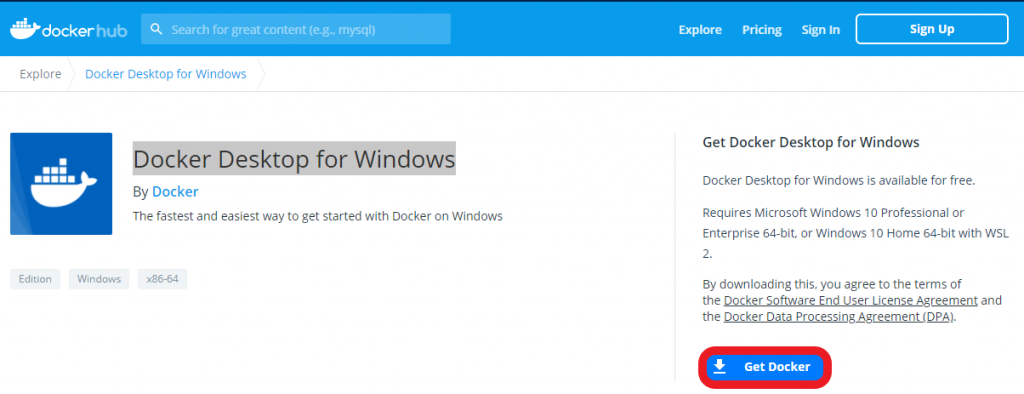 docker hub
Search for great content (e.g., mysql)
Explore
Pricing
Sign In
Sign Up
Explore
Docker Desktop for Windows
Docker Desktop for Windows
By Docker
The fastest and easiest way to get started with Docker on Windows
Edition
Windows
x86-64
Get Docker Desktop for Windows
Docker Desktop for Windows is available for free.
Requires Microsoft Windows 10 Professional or
Enterprise 64-bit, or Windows 10 Home 64-bit with WSL
2.
By downloading this, you agree to the terms of
the Docker Software End User License Agreement and
the Docker Data Processing Agreement (DPA).
Get Docker